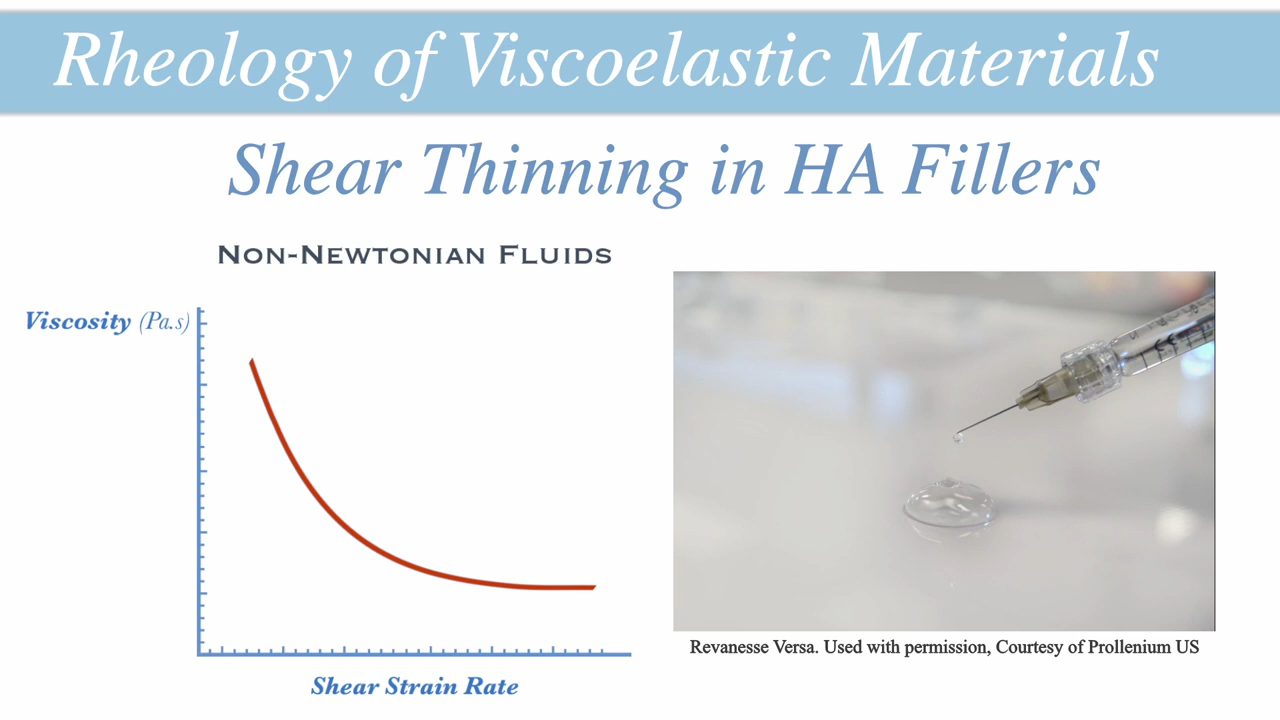 Rheology of Viscoelastic Materials
Shear Thinning in HA Fillers
Non-Newtonian Fluids
Viscosity (Pa.s)
Shear Strain Rate
Revanesse Versa. Used with permission, Courtesy of Prollenium US